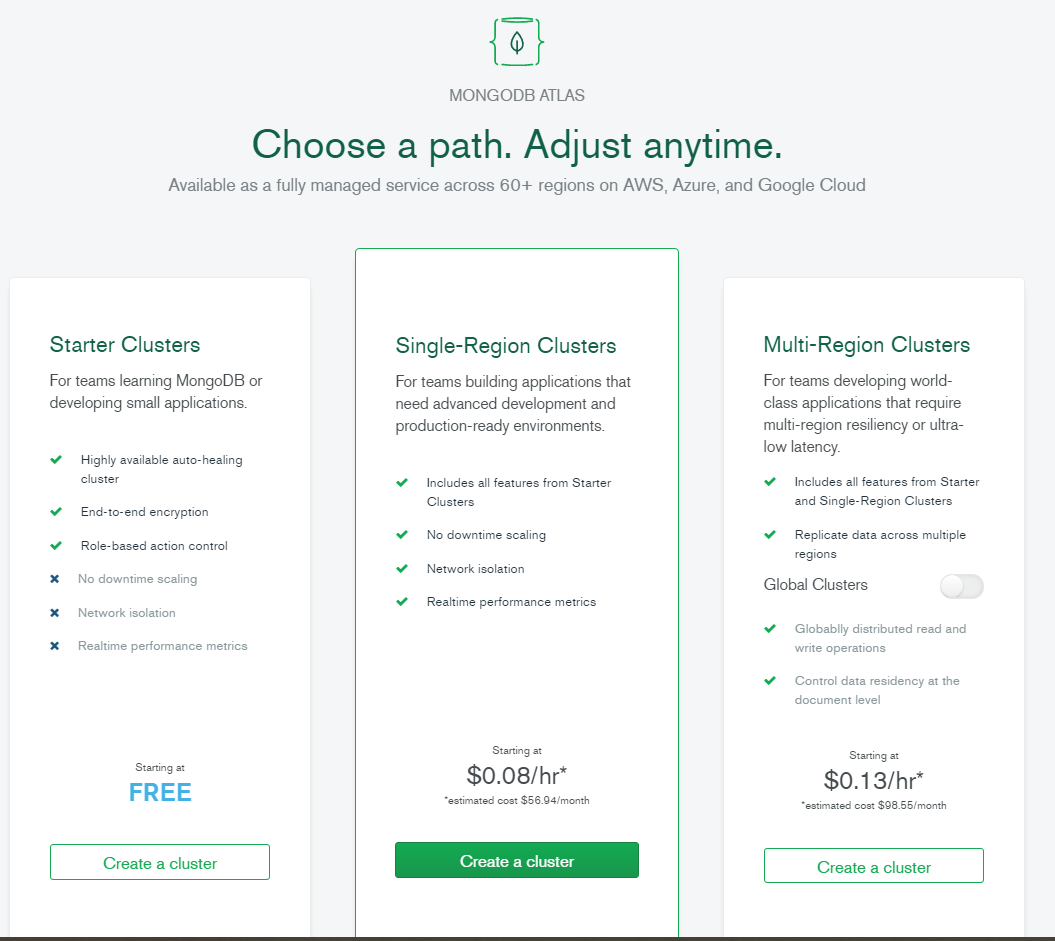 MONGODB ATLAS
Choose a path. Adjust anytime.
Available as a fully managed service across 60+ regions on AWS, Azure, and Google Cloud
Starter Clusters
For teams learning MongoDB or
developing small applications.
Highly available auto-healing
cluster
End-to-end encryption
Role-based action control
No downtime scaling
Network isolation
Realtime performance metrics
Starting at
FREE
Create a cluster
Single-Region Clusters
For teams building applications that
need advanced development and
production-ready environments.
Includes all features from Starter
Clusters
No downtime scaling
Network isolation
Realtime performance metrics
Starting at
$0.08/hr*
*estimated cost $56.94/month
Create a cluster
Multi-Region Clusters
For teams developing world-
class applications that require
multi-region resiliency or ultra-
low latency.
Includes all features from Starter
and Single-Region Clusters
Replicate data across multiple
regions
Global Clusters
Globablly distributed read and
write operations
Control data residency at the
document level
Starting at
$0.13/hr*
*estimated cost $98.55/month
Create a cluster